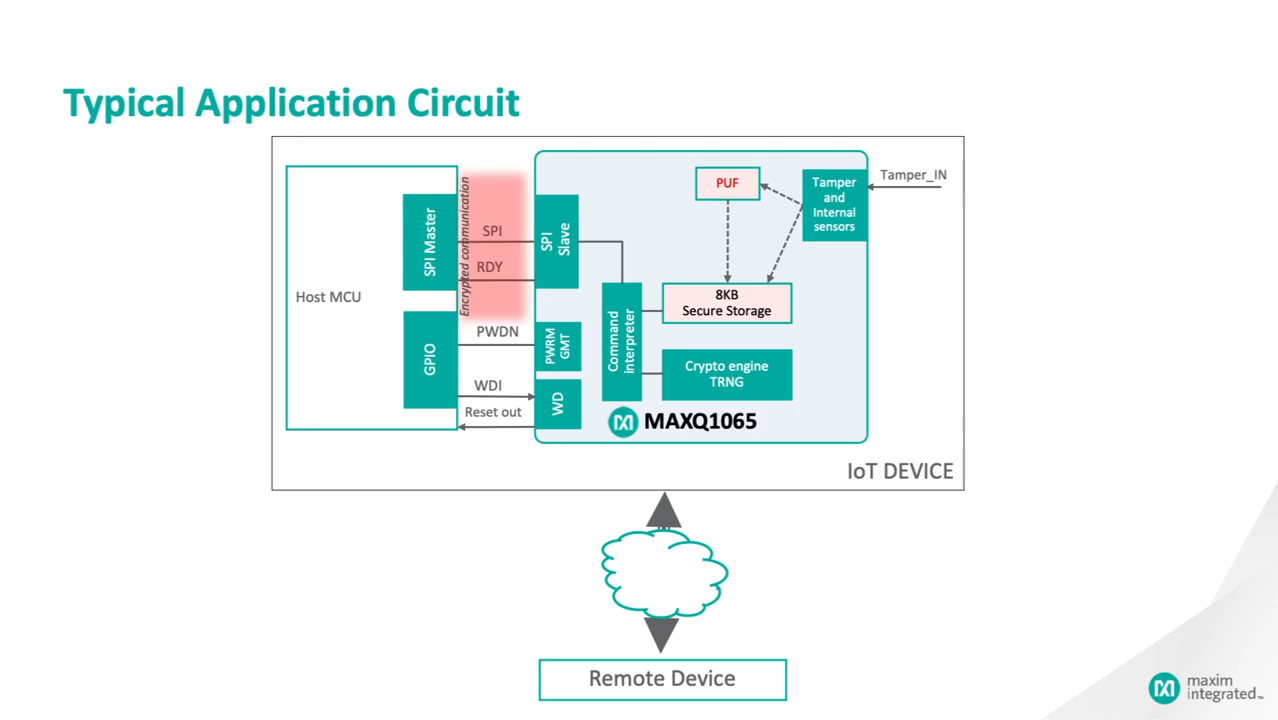 Typical Application Circuit
Host MCU
SPI Master
GPIO
Encrypted communication
SPI
RDY
PWDN
WDI
Reset out
SPI
Slave
PWRM
GMT
WD
Command
interpreter
PUF
Tamper
and
Internal
sensors
Tamper_IN
8KB
Secure Storage
Crypto engine
TRNG
MAXQ1065
IoT DEVICE
Remote Device
maxim
integrated™